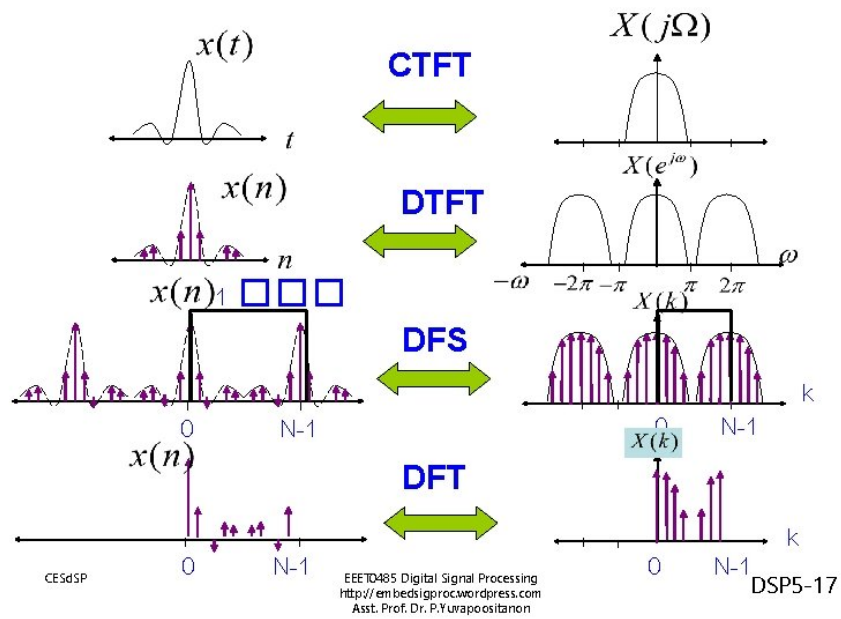 x(t)
CTFT
X(jΩ)
t
x(n)
DTFT
X(e^{jω})
n
−ω −2π −π π 2π ω
x(n) 1 □ □ □
DFS
X(k)
k
0 N-1
0 N-1
x(n)
DFT
X(k)
k
0 N-1
0 N-1
CESdSP
EEET0485 Digital Signal Processing
http://embedsigproc.wordpress.com
Asst. Prof. Dr. P.Yuvapoositanon
DSP5-17